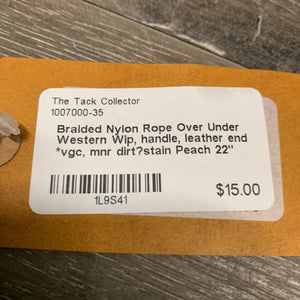 The Tack Collector
1007000-35
Braided Nylon Rope Over Under
Western Wip, handle, leather end
*vgc, mnr dirt?stain Peach 22"
1L9S41
$15.00